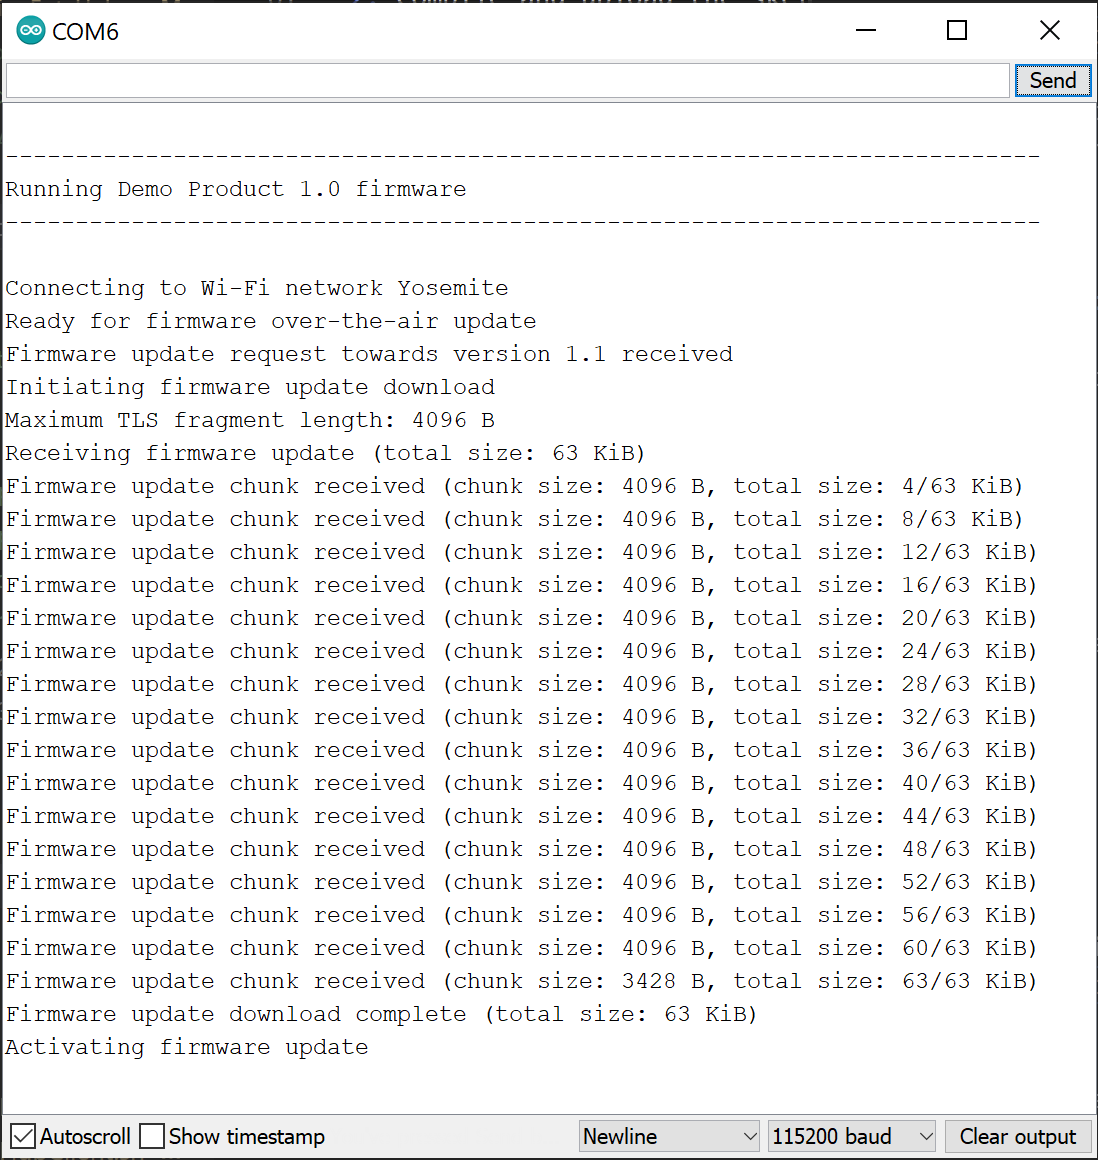 COM6
Send
--------------------------------------------------------------------------
Running Demo Product 1.0 firmware
--------------------------------------------------------------------------
Connecting to Wi-Fi network Yosemite
Ready for firmware over-the-air update
Firmware update request towards version 1.1 received
Initiating firmware update download
Maximum TLS fragment length: 4096 B
Receiving firmware update (total size: 63 KiB)
Firmware update chunk received (chunk size: 4096 B, total size: 4/63 KiB)
Firmware update chunk received (chunk size: 4096 B, total size: 8/63 KiB)
Firmware update chunk received (chunk size: 4096 B, total size: 12/63 KiB)
Firmware update chunk received (chunk size: 4096 B, total size: 16/63 KiB)
Firmware update chunk received (chunk size: 4096 B, total size: 20/63 KiB)
Firmware update chunk received (chunk size: 4096 B, total size: 24/63 KiB)
Firmware update chunk received (chunk size: 4096 B, total size: 28/63 KiB)
Firmware update chunk received (chunk size: 4096 B, total size: 32/63 KiB)
Firmware update chunk received (chunk size: 4096 B, total size: 36/63 KiB)
Firmware update chunk received (chunk size: 4096 B, total size: 40/63 KiB)
Firmware update chunk received (chunk size: 4096 B, total size: 44/63 KiB)
Firmware update chunk received (chunk size: 4096 B, total size: 48/63 KiB)
Firmware update chunk received (chunk size: 4096 B, total size: 52/63 KiB)
Firmware update chunk received (chunk size: 4096 B, total size: 56/63 KiB)
Firmware update chunk received (chunk size: 4096 B, total size: 60/63 KiB)
Firmware update chunk received (chunk size: 3428 B, total size: 63/63 KiB)
Firmware update download complete (total size: 63 KiB)
Activating firmware update
Autoscroll Show timestamp Newline 115200 baud Clear output